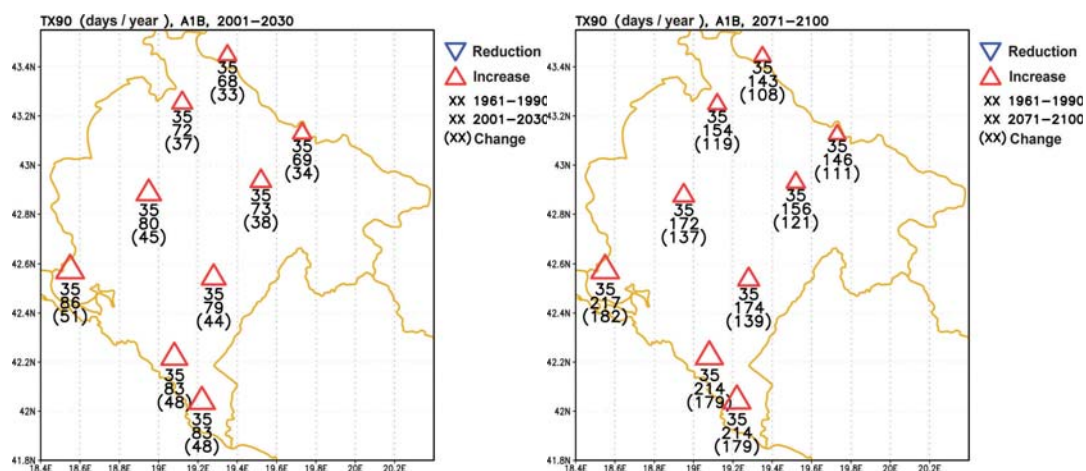 TX90 (days / year), A1B, 2001−2030
43.4N
43.2N
43N
42.8N
42.6N
42.4N
42.2N
42N
41.8N
18.4E
18.6E
18.8E
19E
19.2E
19.4E
19.6E
19.8E
20E
20.2E
35
68
(33)
35
72
(37)
35
69
(34)
35
73
(38)
35
80
(45)
35
86
(51)
35
79
(44)
35
83
(48)
35
83
(48)
Reduction
Increase
XX 1961−1990
XX 2001−2030
(XX) Change
TX90 (days / year), A1B, 2071−2100
43.4N
43.2N
43N
42.8N
42.6N
42.4N
42.2N
42N
41.8N
18.4E
18.6E
18.8E
19E
19.2E
19.4E
19.6E
19.8E
20E
20.2E
35
143
(108)
35
154
(119)
35
146
(111)
35
156
(121)
35
172
(137)
35
217
(182)
35
174
(139)
35
214
(179)
35
214
(179)
Reduction
Increase
XX 1961−1990
XX 2071−2100
(XX) Change